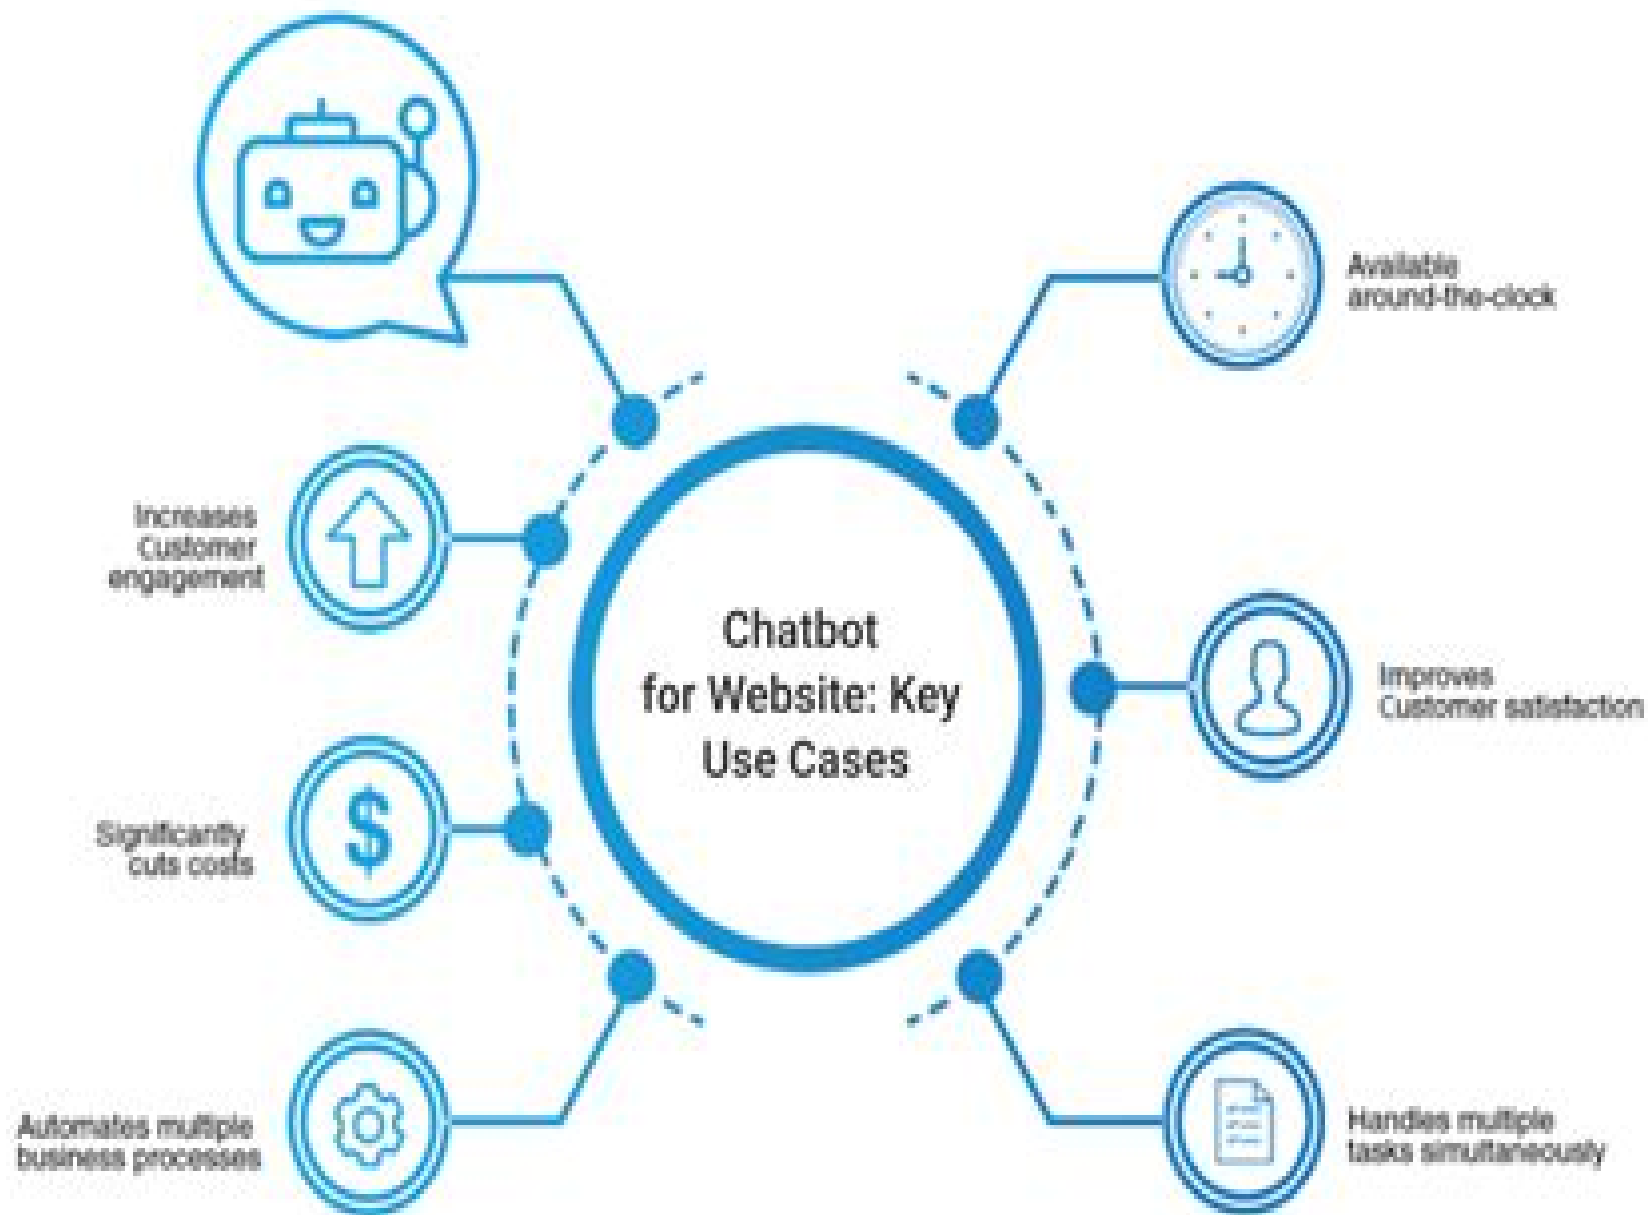 Available
around-the-clock
Increases
Customer
engagement
Chatbot
for Website: Key
Use Cases
Improves
Customer satisfaction
Significantly
cuts costs
Automates multiple
business processes
Handles multiple
tasks simultaneously